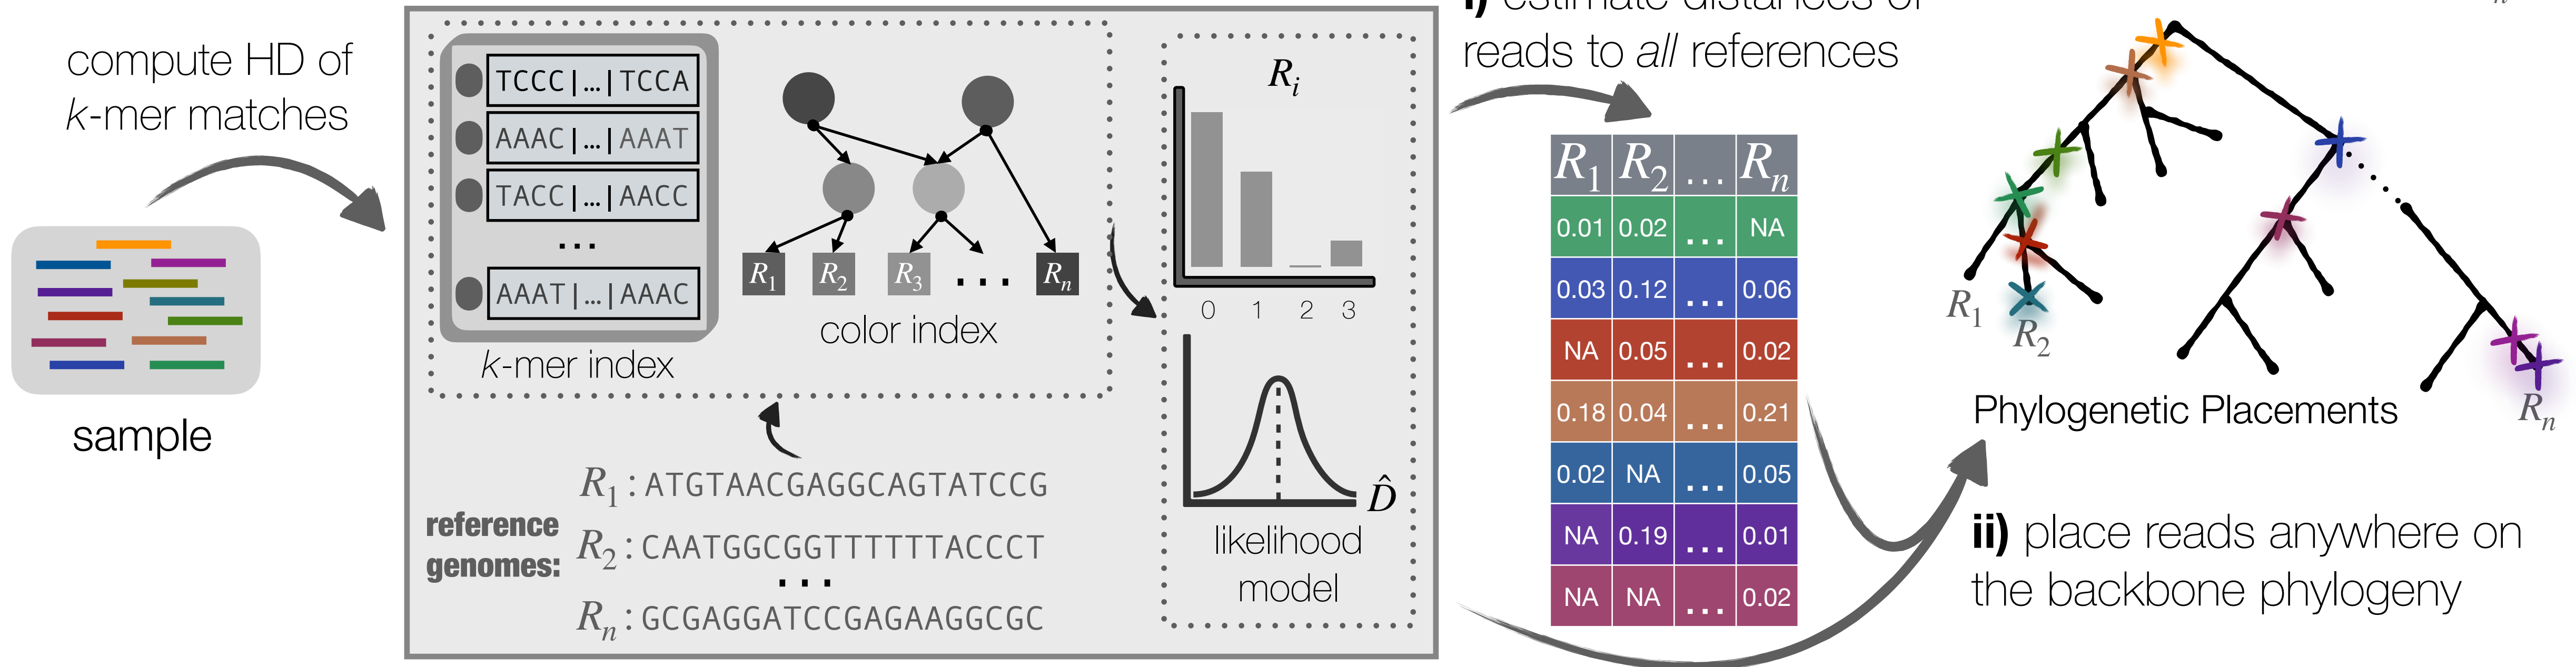 compute HD of
k-mer matches
sample
TCCC|...|TCCA
AAAC|...|AAAT
TACC|...|AACC
...
AAAT|...|AAAC
k-mer index
R1 R2 R3 ... Rn
color index
reference
genomes:
R1 : ATGTAACGAGGCAGTATCCG
R2 : CAATGGCGGTTTTTTACCCT
...
Rn : GCGAGGATCCGAGAAGGCGC
Ri
0 1 2 3
D̂
likelihood
model
i) estimate distances of
reads to all references
R1 R2 ... Rn
0.01 0.02 ... NA
0.03 0.12 ... 0.06
NA 0.05 ... 0.02
0.18 0.04 ... 0.21
0.02 NA ... 0.05
NA 0.19 ... 0.01
NA NA ... 0.02
n
R1
R2
Rn
Phylogenetic Placements
ii) place reads anywhere on
the backbone phylogeny